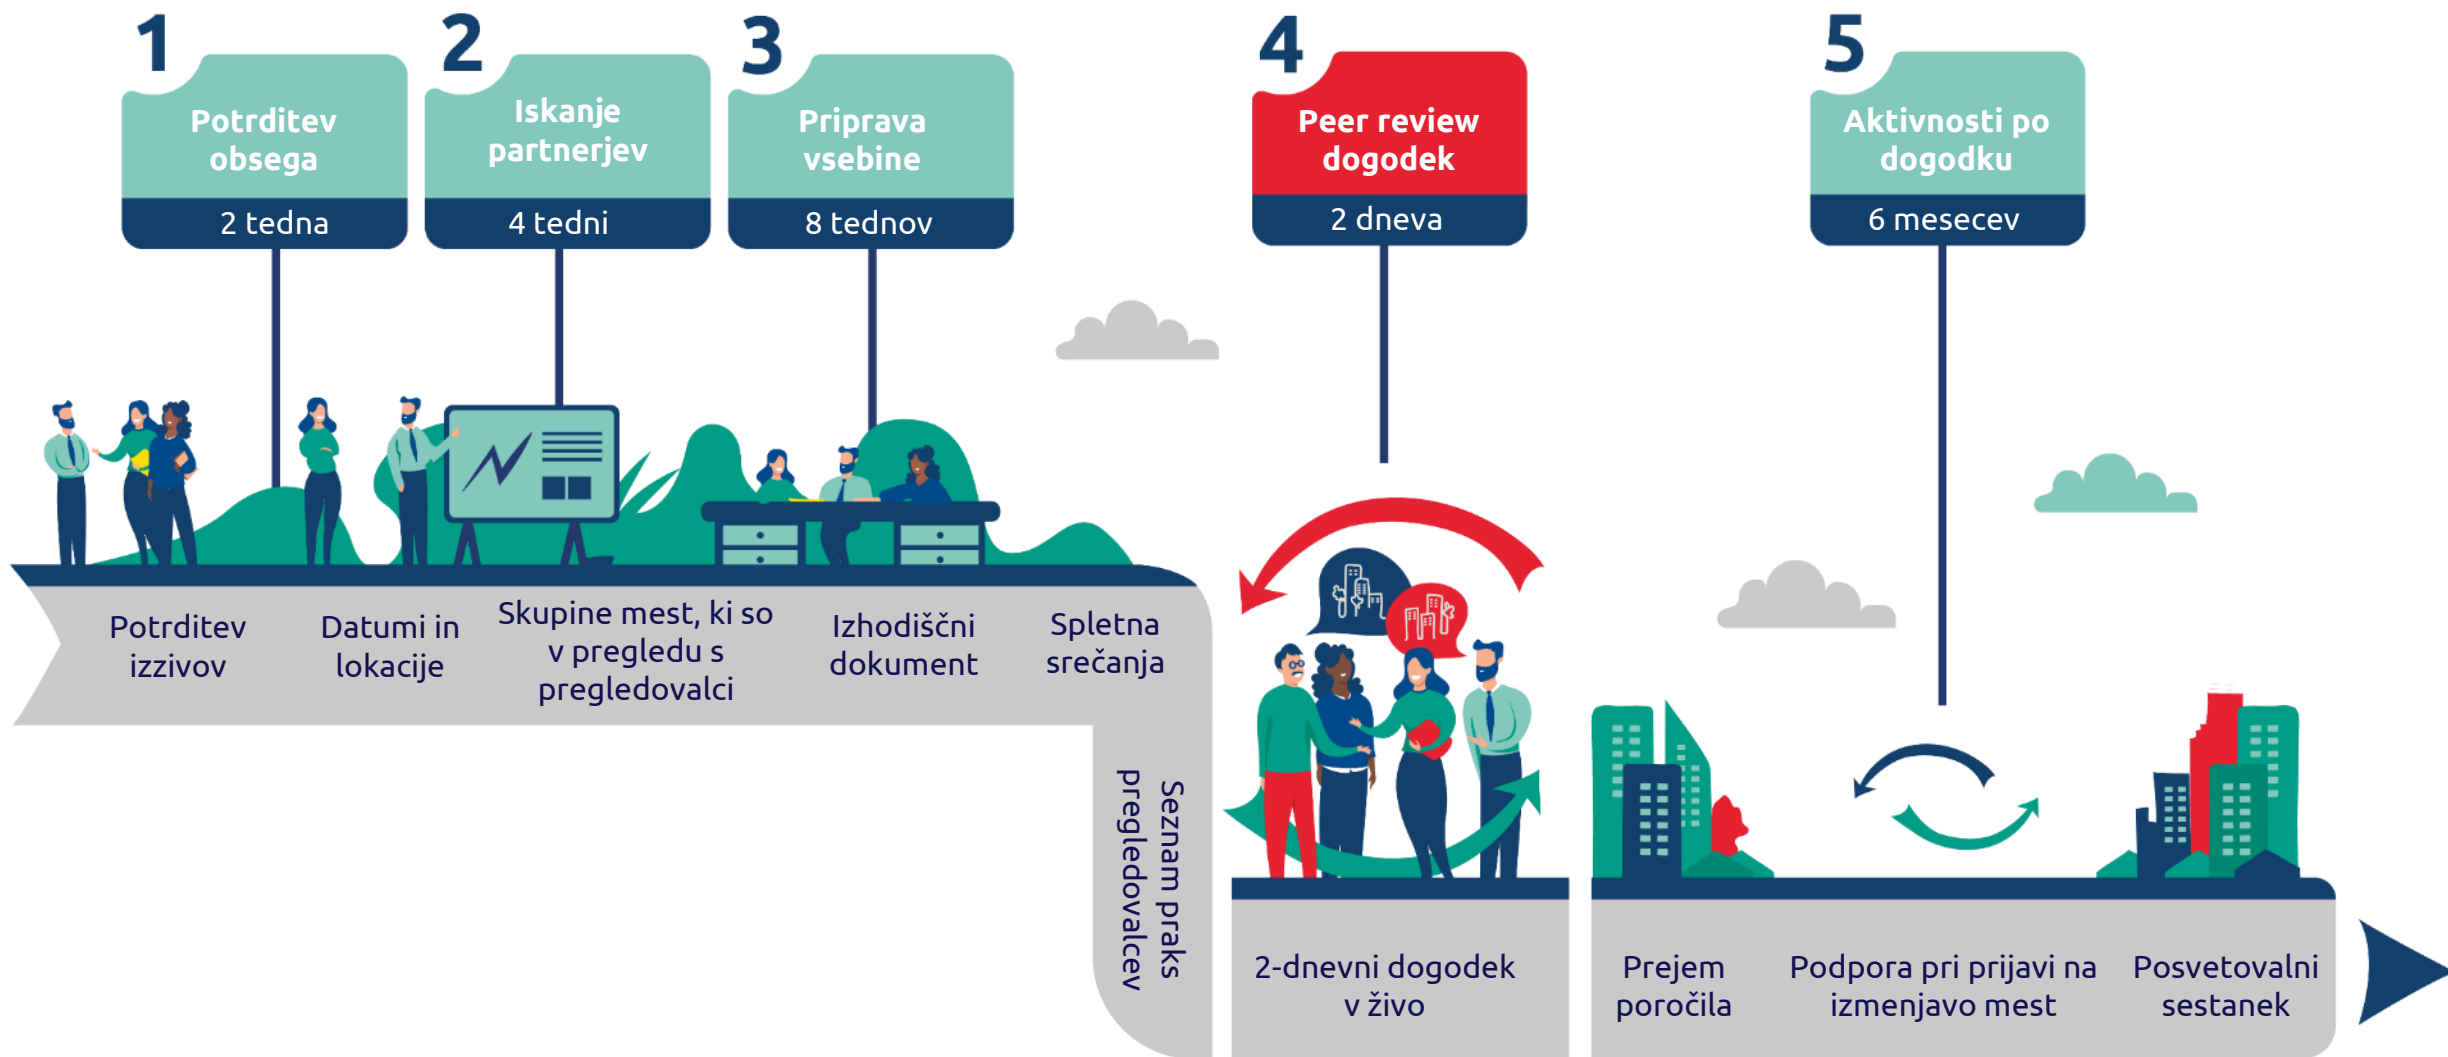 1
Potrditev
obsega
2 tedna
2
Iskanje
partnerjev
4 tedni
3
Priprava
vsebine
8 tednov
4
Peer review
dogodek
2 dneva
5
Aktivnosti po
dogodku
6 mesecev
Potrditev
izzivov
Datumi in
lokacije
Skupine mest, ki so
v pregledu s
pregledovalci
Izhodiščni
dokument
Spletna
srečanja
Seznam praks
pregledovalcev
2-dnevni dogodek
v živo
Prejem
poročila
Podpora pri prijavi na
izmenjavo mest
Posvetovalni
sestanek